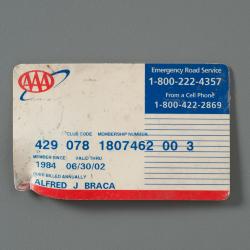 AAA
Emergency Road Service
1-800-222-4357
From a Cell Phone
1-800-422-2869
CLUB CODE MEMBERSHIP NUMBER
429 078 1807462 00 3
MEMBER SINCE VALID THRU
1984 06/30/02
DUES BILLED ANNUALLY
ALFRED J BRACA